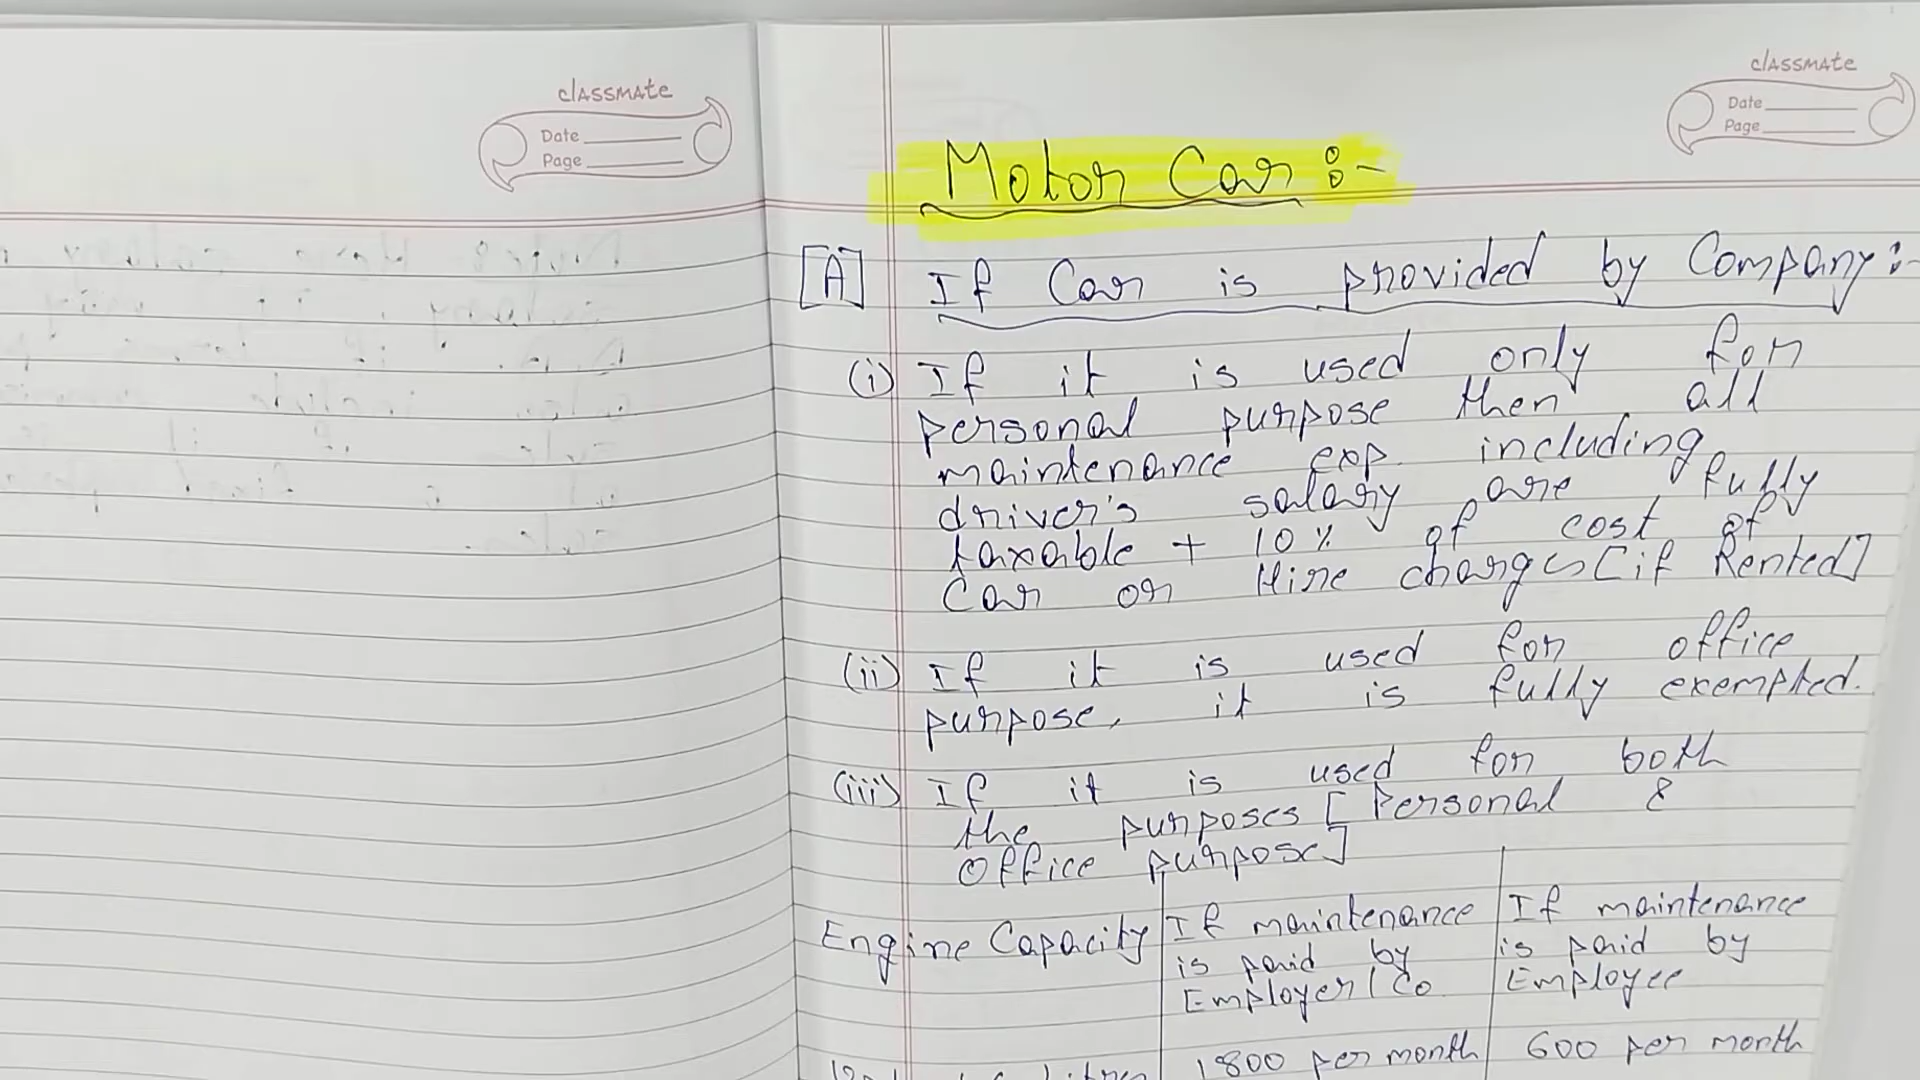 classmate
Date
Page
classmate
Date
Page
Motor Car :-
[A] If Car is provided by Company :-
(i) If it is used only for
personal purpose then all
maintenance exp. including
driver's salary are fully
taxable + 10% of cost of
Car or Hire charges [if Rented]
(ii) If it is used for office
purpose, it is fully exempted.
(iii) If it is used for both
the purposes [Personal &
Office purpose]
Engine Capacity
If maintenance
is paid by
Employer / Co
If maintenance
is paid by
Employee
1800 per month
600 per month